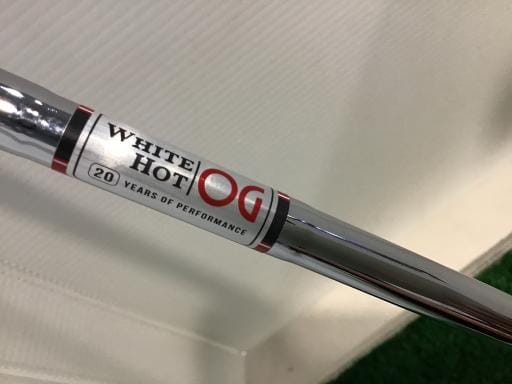 WHITE
HOT OG
20 YEARS OF PERFORMANCE